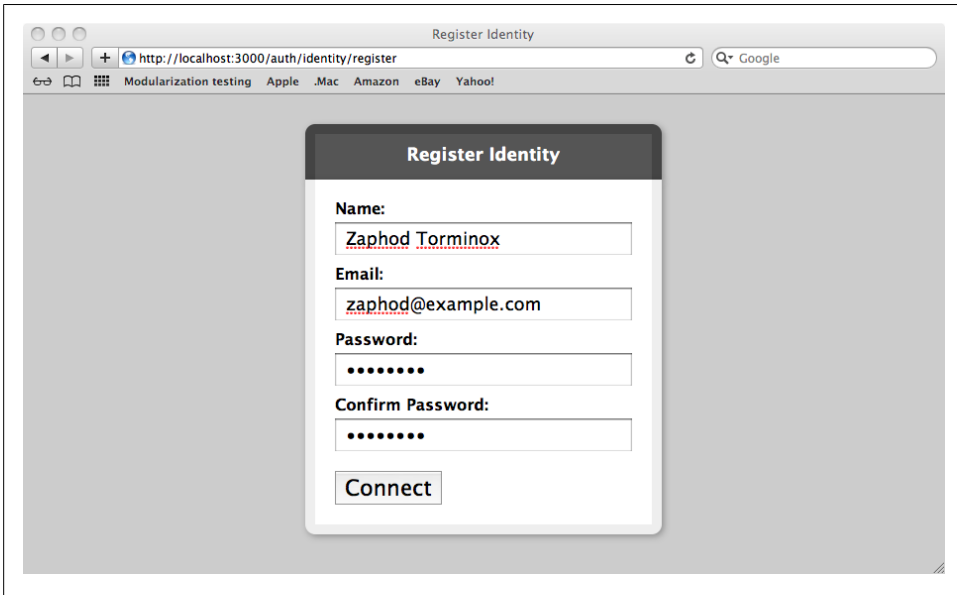 Register Identity
http://localhost:3000/auth/identity/register
Google
Modularization testing Apple .Mac Amazon eBay Yahoo!
Register Identity
Name:
Zaphod Torminox
Email:
zaphod@example.com
Password:
••••••••
Confirm Password:
••••••••
Connect